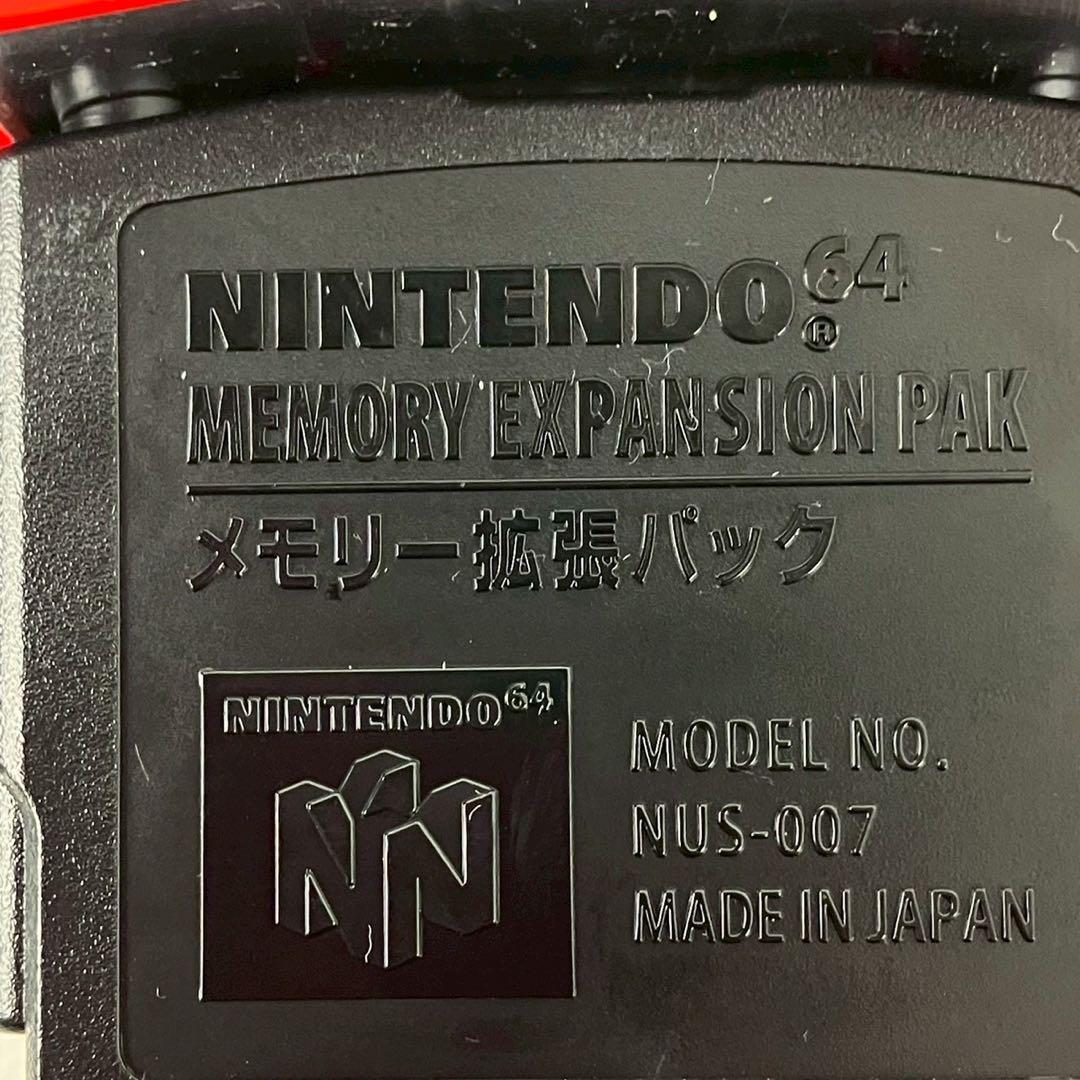 NINTENDO64
®
MEMORY EXPANSION PAK
メモリー拡張パック
NINTENDO64
MODEL NO.
NUS-007
MADE IN JAPAN